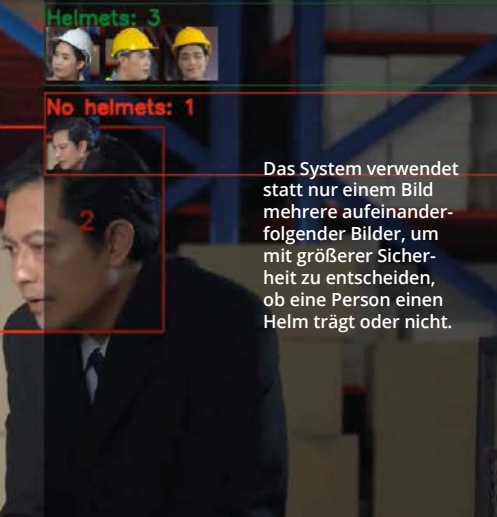 Helmets: 3
No helmets: 1
2
Das System verwendet
statt nur einem Bild
mehrere aufeinander-
folgender Bilder, um
mit größerer Sicher-
heit zu entscheiden,
ob eine Person einen
Helm trägt oder nicht.